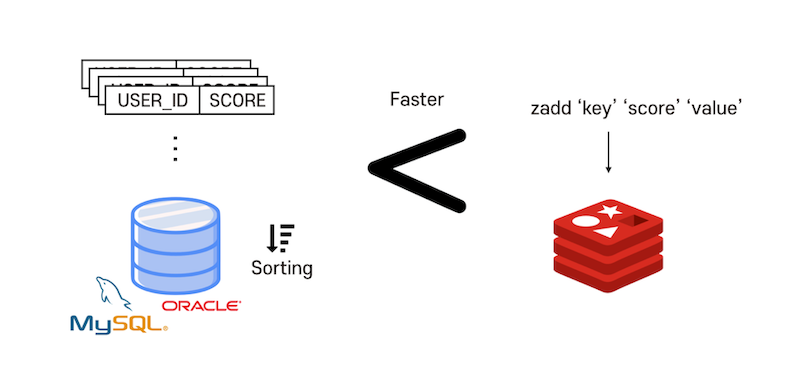 USER_ID SCORE
Faster
zadd ‘key’ ‘score’ ‘value’
Sorting
ORACLE
MySQL